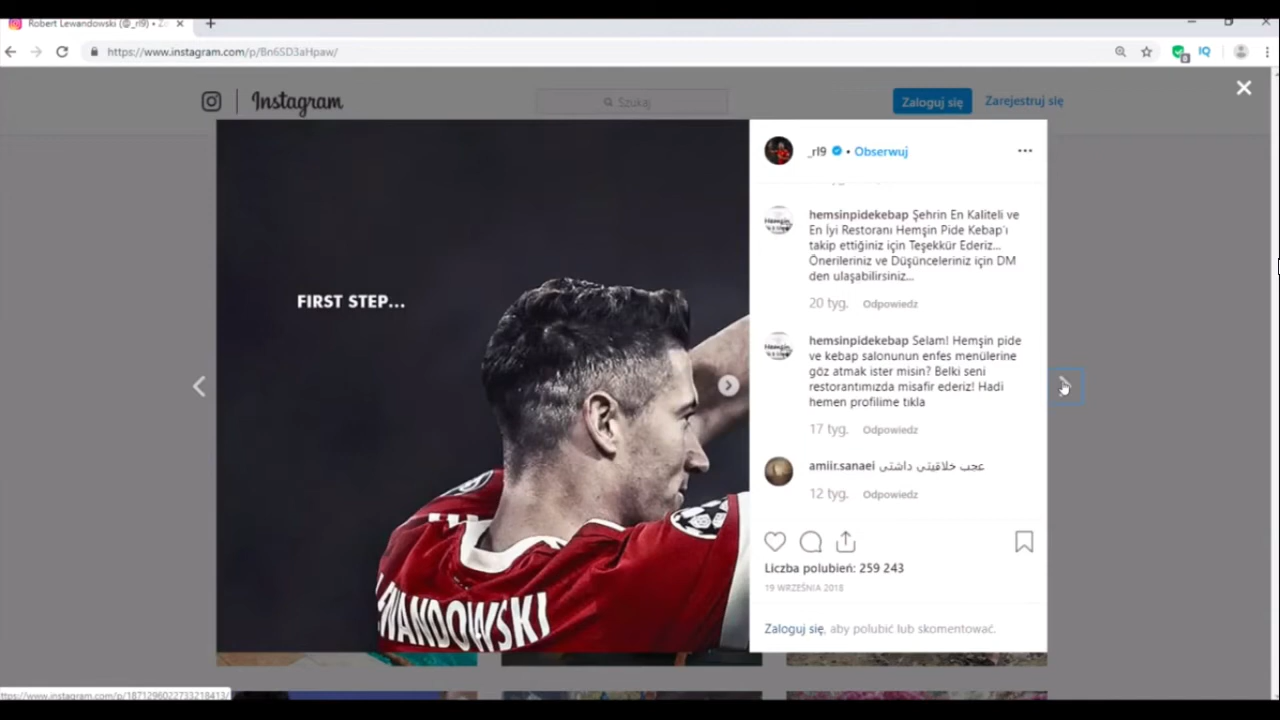 Robert Lewandowski (@_rl9) •
https://www.instagram.com/p/Bn6SD3aHpaw/
Instagram
Szukaj
Zaloguj się
Zarejestruj się
_rl9 • Obserwuj
FIRST STEP...
LEWANDOWSKI
hemsinpidekebap Şehrin En Kaliteli ve
En İyi Restoranı Hemşin Pide Kebap'ı
takip ettiğiniz için Teşekkür Ederiz...
Önerileriniz ve Düşünceleriniz için DM
den ulaşabilirsiniz...
20 tyg. Odpowiedz
hemsinpidekebap Selam! Hemşin pide
ve kebap salonunun enfes menülerine
göz atmak ister misin? Belki seni
restorantımızda misafir ederiz! Hadi
hemen profilime tıkla
17 tyg. Odpowiedz
amiir.sanaei عجب خلاقیتی داشتی
12 tyg. Odpowiedz
Liczba polubień: 259 243
19 WRZEŚNIA 2018
Zaloguj się, aby polubić lub skomentować.
https://www.instagram.com/p/1871296022733218413/